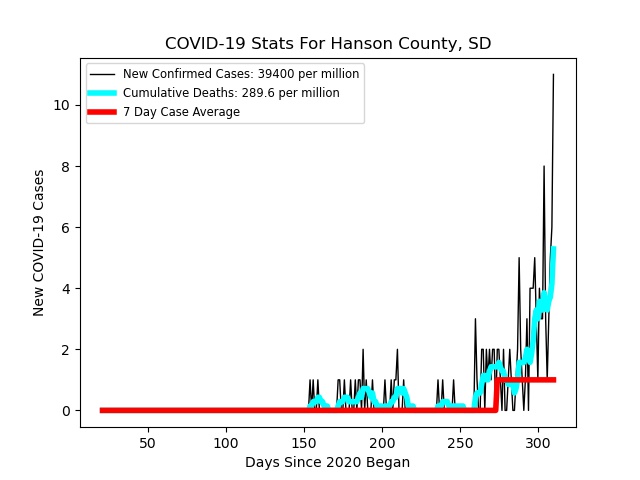 COVID-19 Stats For Hanson County, SD
New Confirmed Cases: 39400 per million
Cumulative Deaths: 289.6 per million
7 Day Case Average
New COVID-19 Cases
10
8
6
4
2
0
50 100 150 200 250 300
Days Since 2020 Began